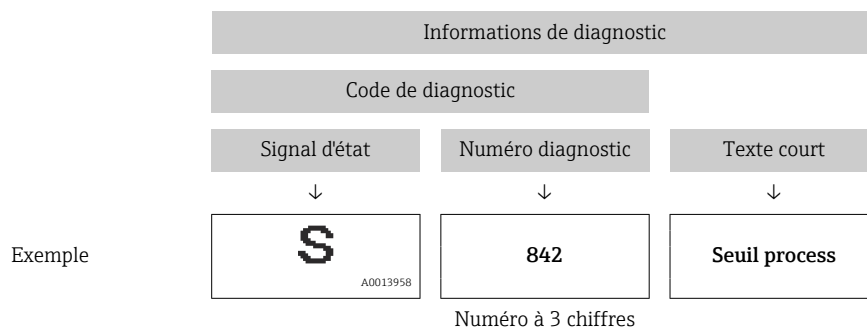 Informations de diagnostic
Code de diagnostic
Signal d'état Numéro diagnostic Texte court
↓ ↓ ↓
Exemple S 842 Seuil process
A0013958
Numéro à 3 chiffres